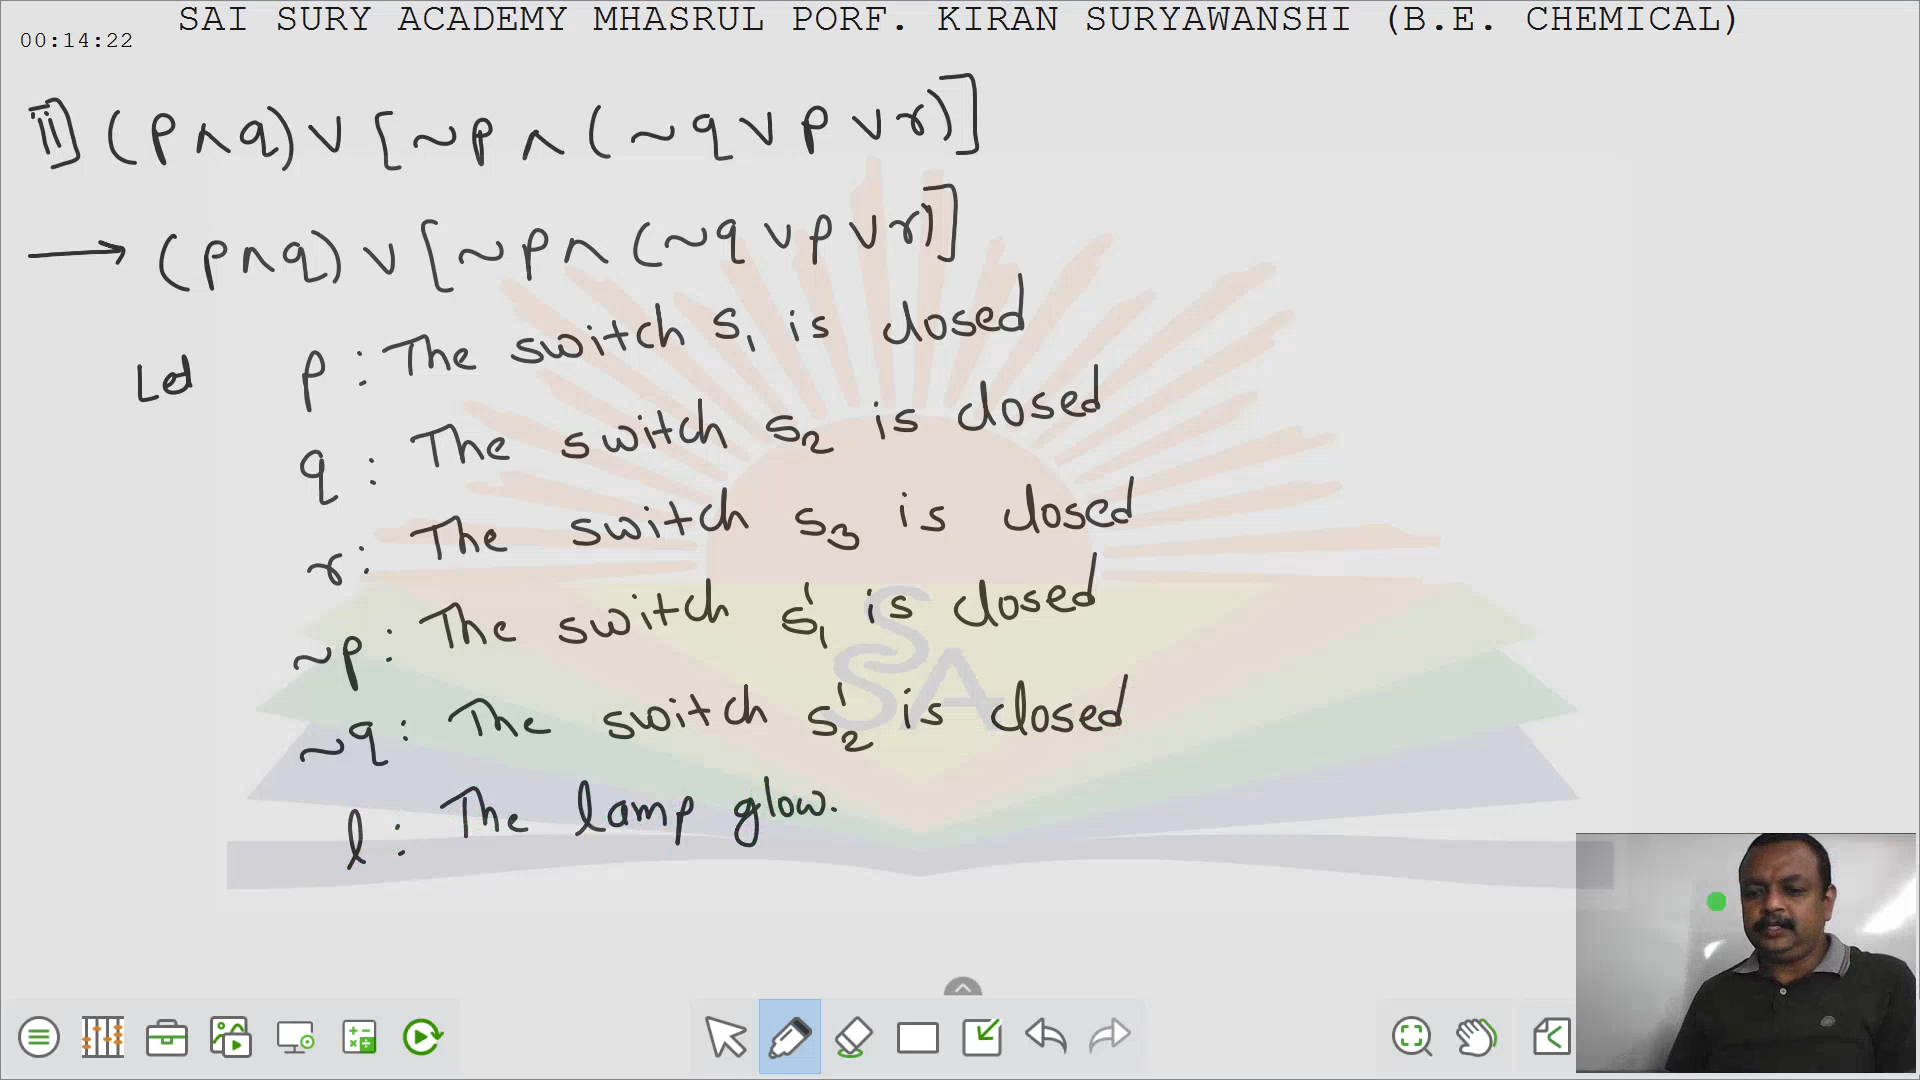 SAI SURY ACADEMY MHASRUL PORF. KIRAN SURYAWANSHI (B.E. CHEMICAL)
00:14:22
ii] (p∧q)∨[~p∧(~q∨p∨r)]
→ (p∧q)∨[~p∧(~q∨p∨r)]
Let p : The switch S₁ is closed
q : The switch S₂ is closed
r : The switch S₃ is closed
~p : The switch S₁' is closed
~q : The switch S₂' is closed
l : The lamp glow.
SSA